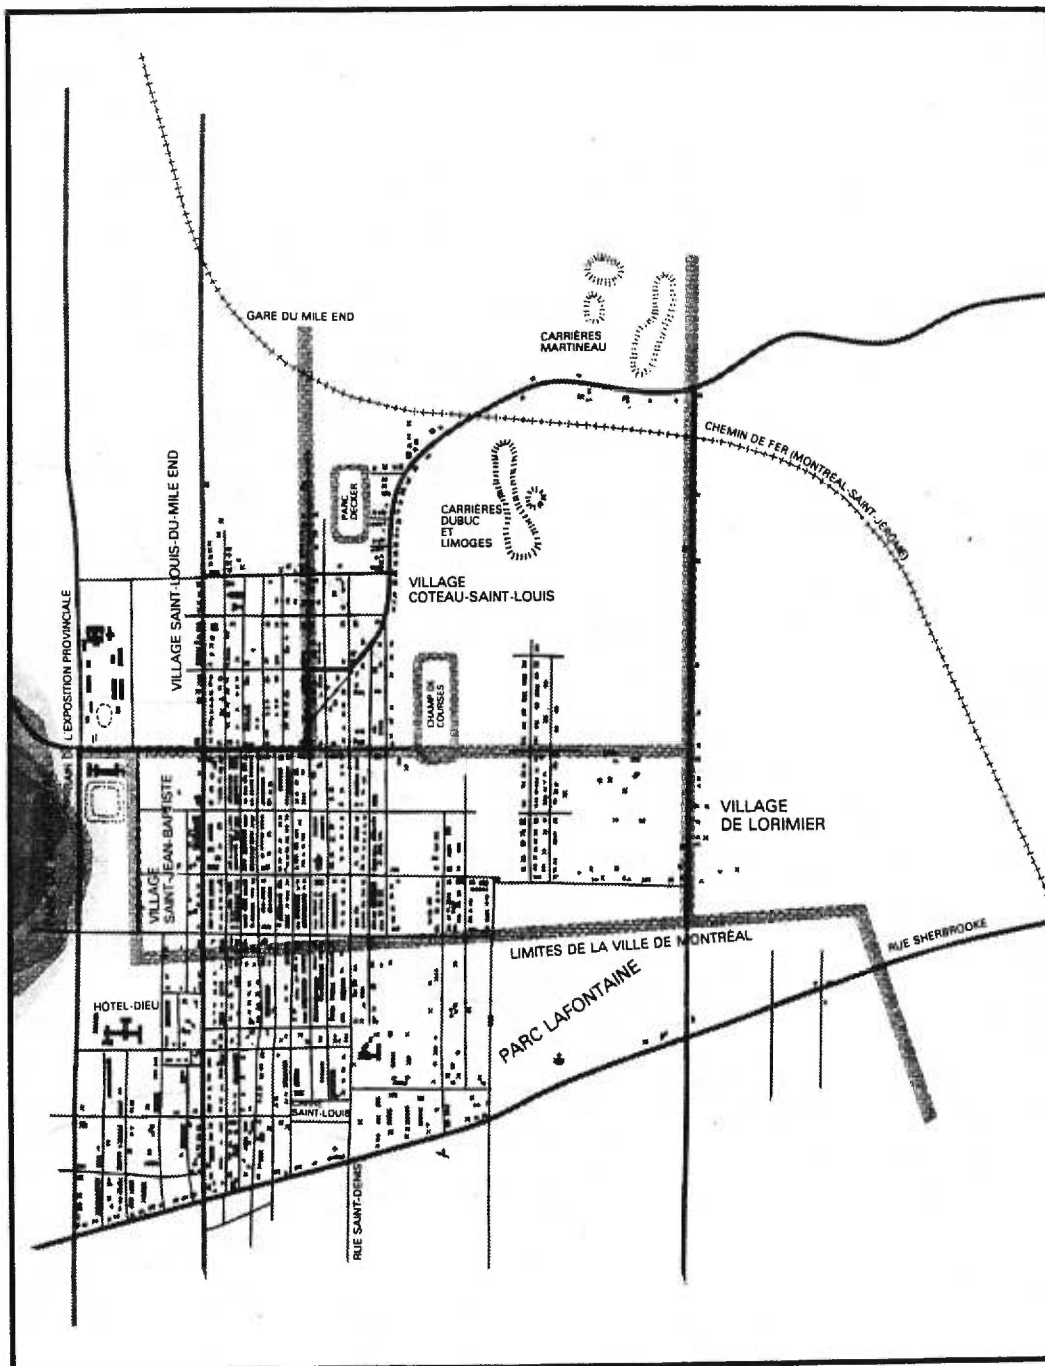 GARE DU MILE END
CARRIÈRES
MARTINEAU
CHEMIN DE FER (MONTRÉAL-SAINT-JÉRÔME)
VILLAGE SAINT-LOUIS-DU-MILE END
PARC
DECKER
CARRIÈRES
DUBUC
ET
LIMOGES
VILLAGE
COTEAU-SAINT-LOUIS
DE L'EXPOSITION PROVINCIALE
CHAMP DE
COURSES
VILLAGE
SAINT-JEAN-BAPTISTE
VILLAGE
DE LORIMIER
LIMITES DE LA VILLE DE MONTRÉAL
RUE SHERBROOKE
PARC LAFONTAINE
HÔTEL-DIEU
SAINT-LOUIS
RUE SAINT-DENIS